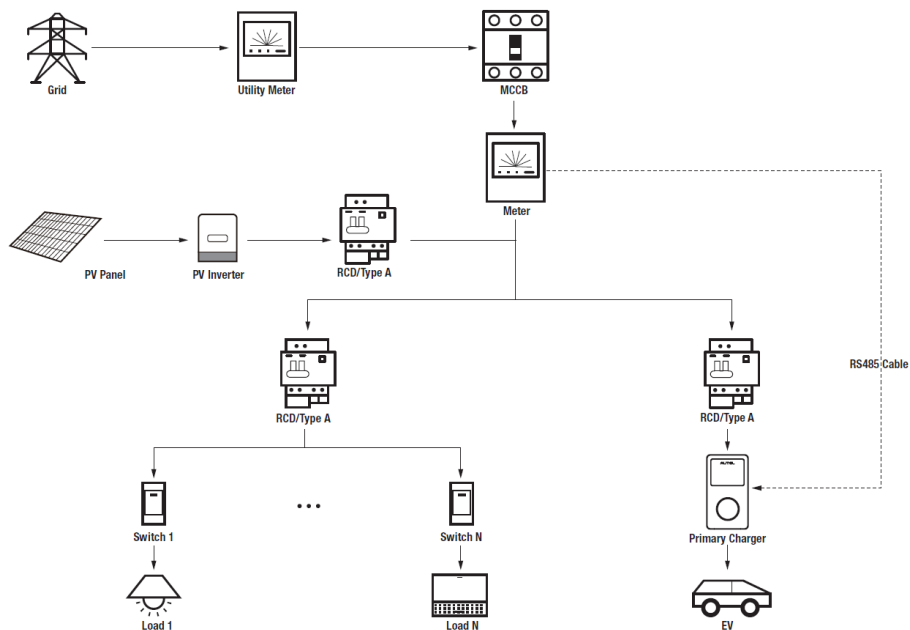 Grid
Utility Meter
MCCB
Meter
PV Panel
PV Inverter
RCD/Type A
RCD/Type A
RCD/Type A
RS485 Cable
AUTEL
Switch 1
...
Switch N
Primary Charger
Load 1
Load N
EV